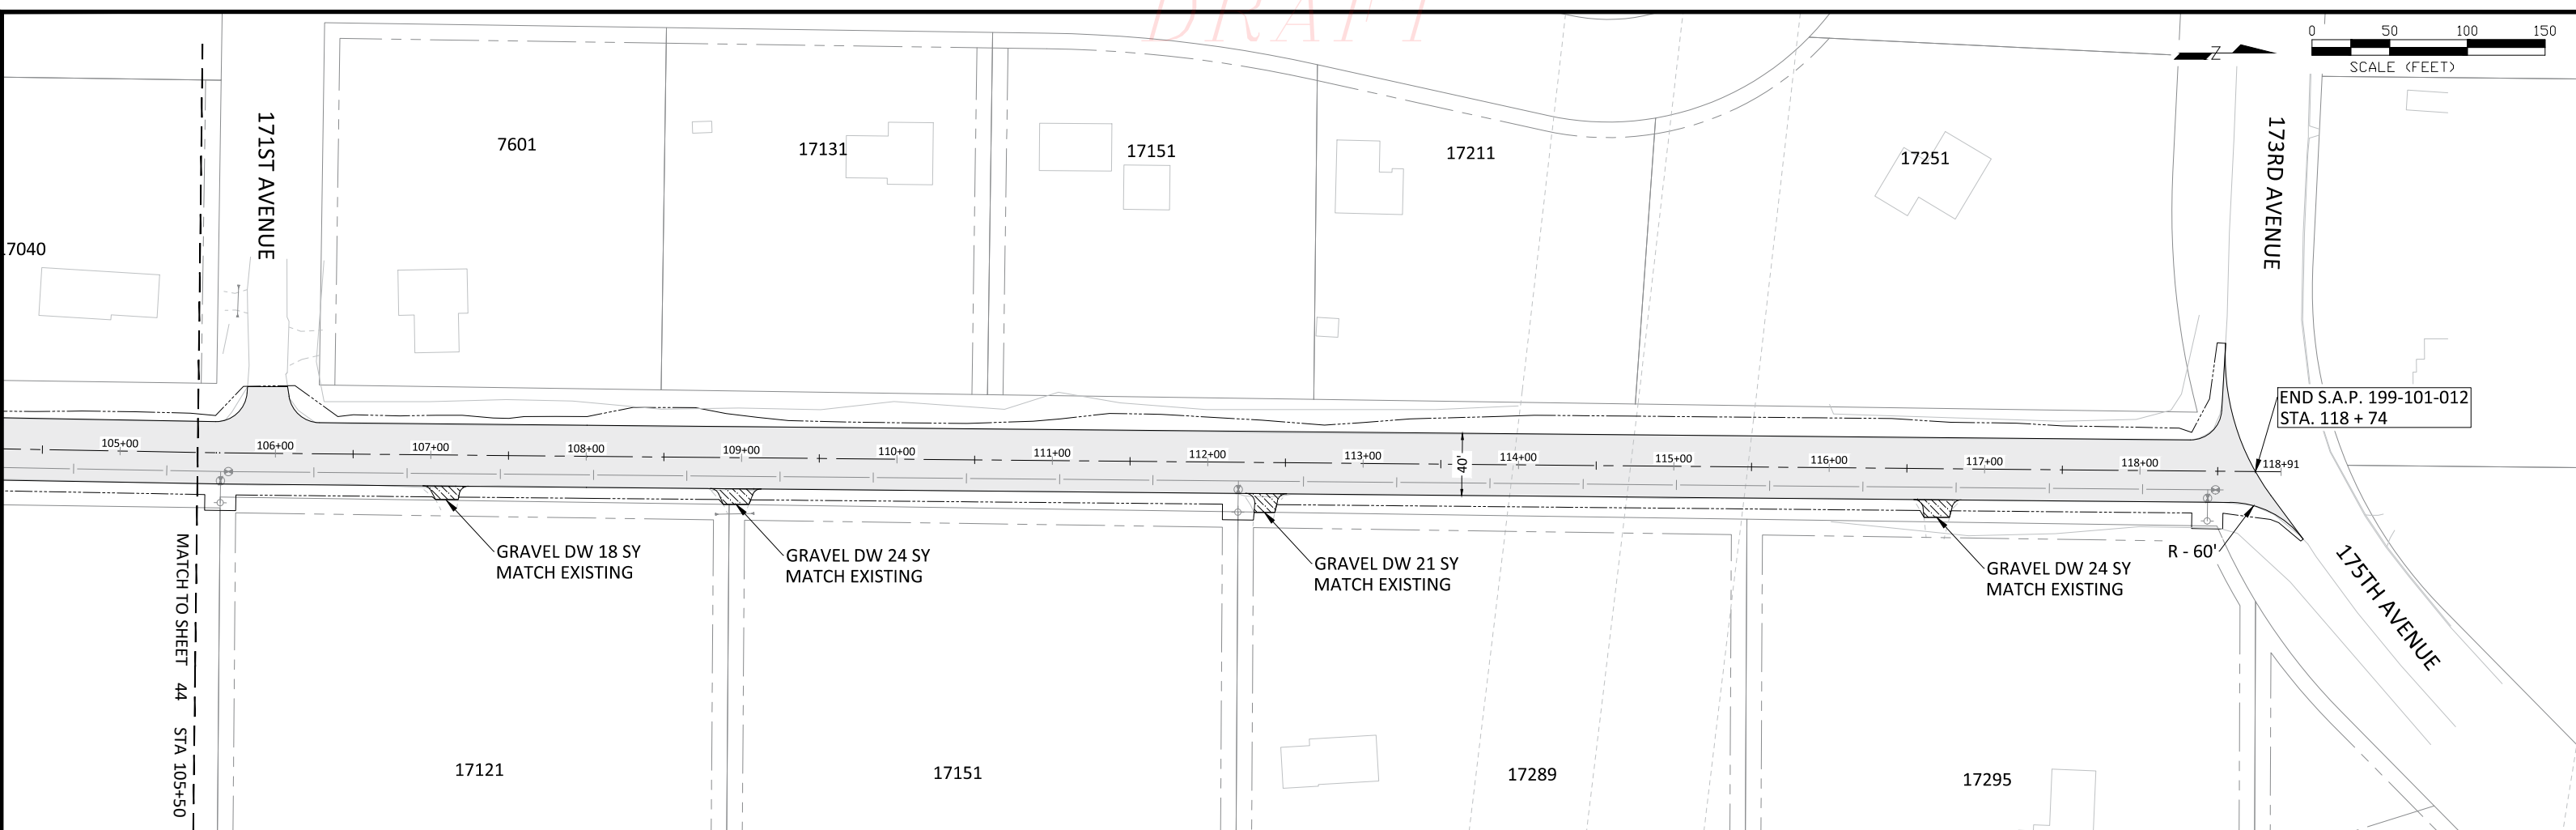 DRAFT
0 50 100 150
SCALE (FEET)
Z
171ST AVENUE
7601
17131
17151
17211
17251
173RD AVENUE
7040
END S.A.P. 199-101-012
STA. 118 + 74
105+00 106+00 107+00 108+00 109+00 110+00 111+00 112+00 113+00 114+00 115+00 116+00 117+00 118+00 118+91
40'
MATCH TO SHEET 44 STA 105+50
GRAVEL DW 18 SY
MATCH EXISTING
GRAVEL DW 24 SY
MATCH EXISTING
GRAVEL DW 21 SY
MATCH EXISTING
GRAVEL DW 24 SY
MATCH EXISTING
R - 60'
175TH AVENUE
17121
17151
17289
17295